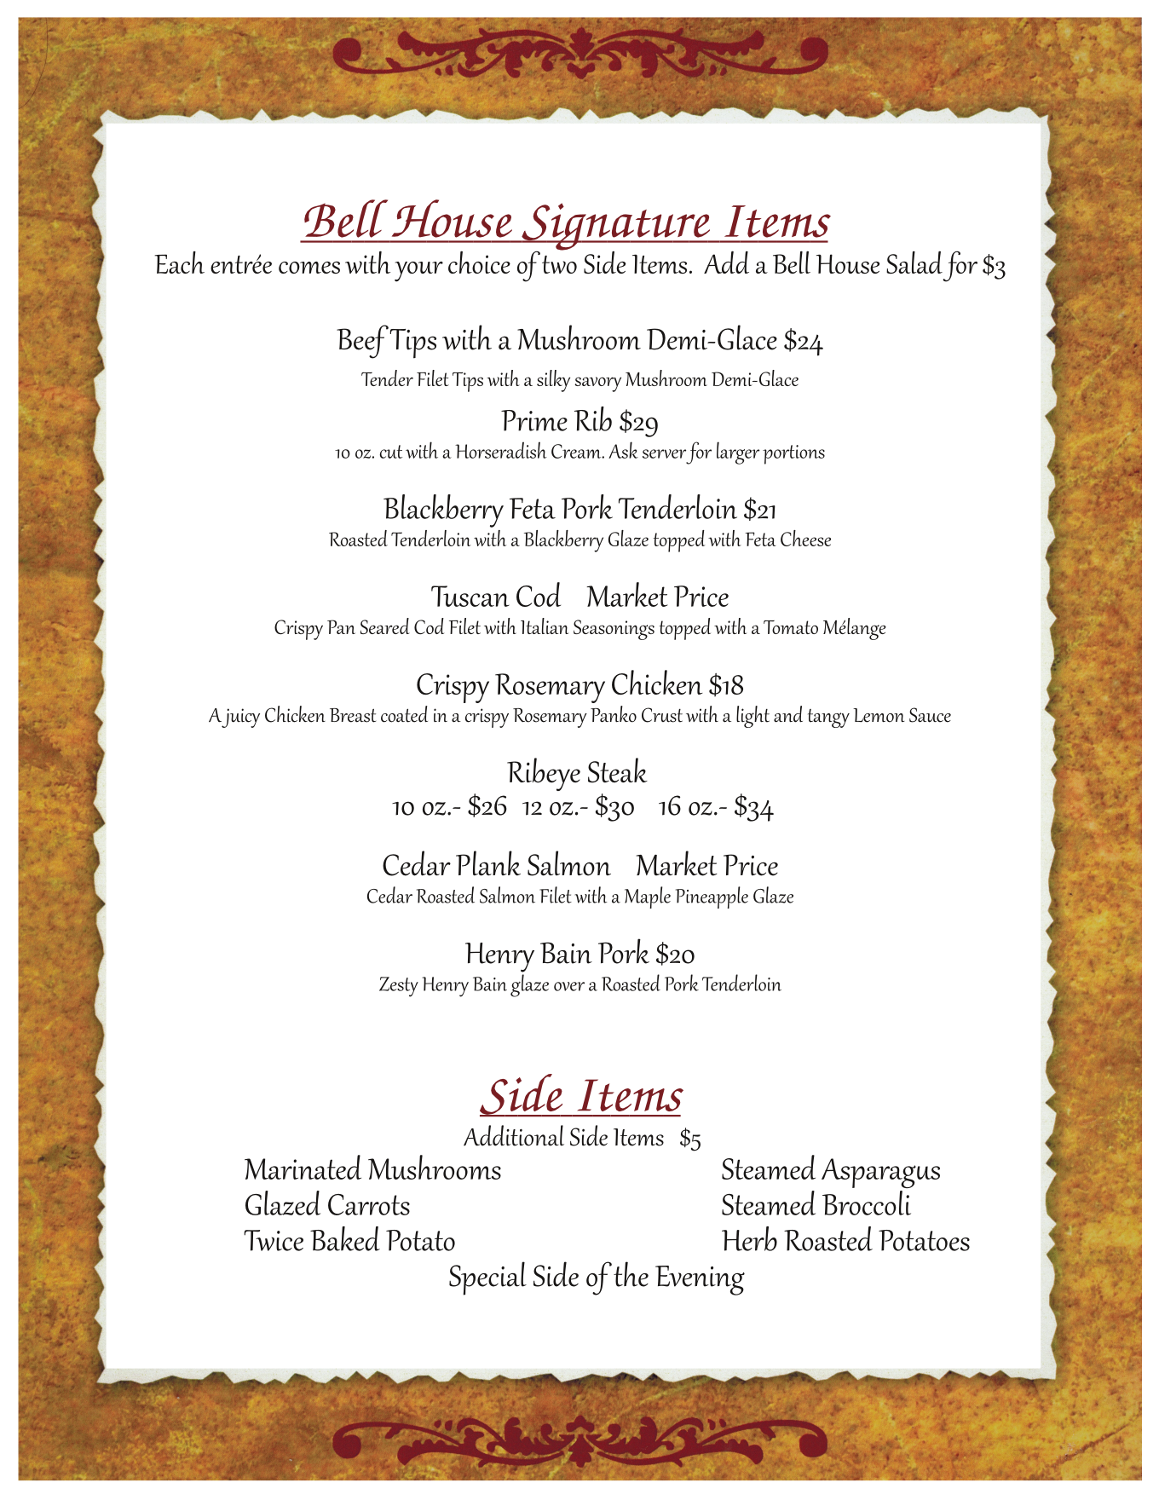 Bell House Signature Items
Each entrée comes with your choice of two Side Items. Add a Bell House Salad for $3
Beef Tips with a Mushroom Demi-Glace $24
Tender Filet Tips with a silky savory Mushroom Demi-Glace
Prime Rib $29
10 oz. cut with a Horseradish Cream. Ask server for larger portions
Blackberry Feta Pork Tenderloin $21
Roasted Tenderloin with a Blackberry Glaze topped with Feta Cheese
Tuscan Cod Market Price
Crispy Pan Seared Cod Filet with Italian Seasonings topped with a Tomato Mélange
Crispy Rosemary Chicken $18
A juicy Chicken Breast coated in a crispy Rosemary Panko Crust with a light and tangy Lemon Sauce
Ribeye Steak
10 oz.- $26 12 oz.- $30 16 oz.- $34
Cedar Plank Salmon Market Price
Cedar Roasted Salmon Filet with a Maple Pineapple Glaze
Henry Bain Pork $20
Zesty Henry Bain glaze over a Roasted Pork Tenderloin
Side Items
Additional Side Items $5
Marinated Mushrooms Steamed Asparagus
Glazed Carrots Steamed Broccoli
Twice Baked Potato Herb Roasted Potatoes
Special Side of the Evening